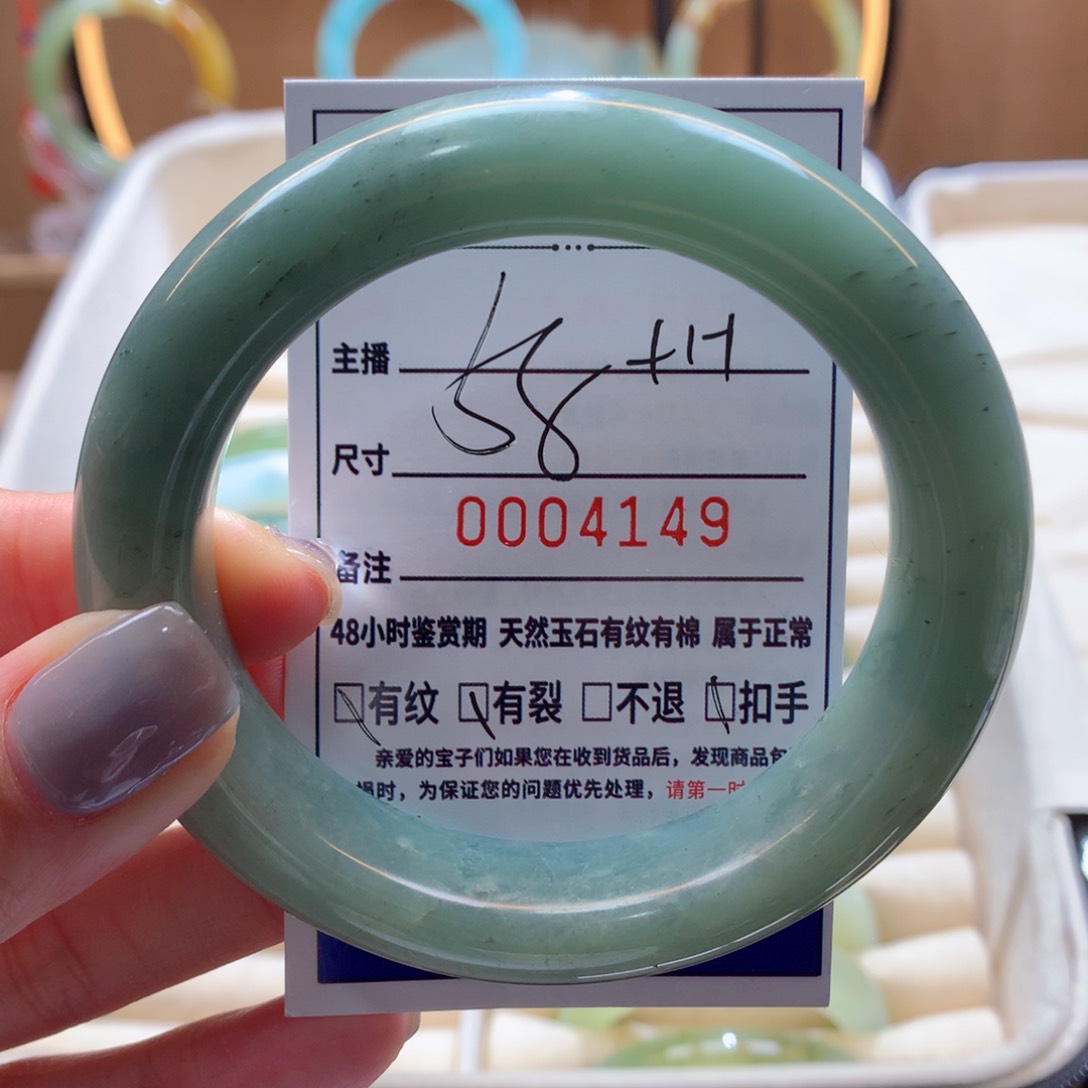 主播
58 +H
尺寸
0004149
备注
48小时鉴赏期 天然玉石有纹有棉 属于正常
□有纹 □有裂 □不退 □扣手
亲爱的宝子们如果您在收到货品后，发现商品包
损时，为保证您的问题优先处理，请第一时